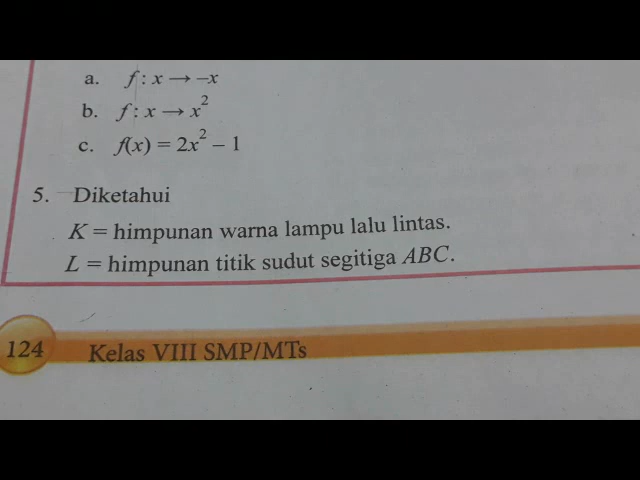 a. f : x → –x
b. f : x → x²
c. f(x) = 2x² – 1
5. Diketahui
K = himpunan warna lampu lalu lintas.
L = himpunan titik sudut segitiga ABC.
124 Kelas VIII SMP/MTs